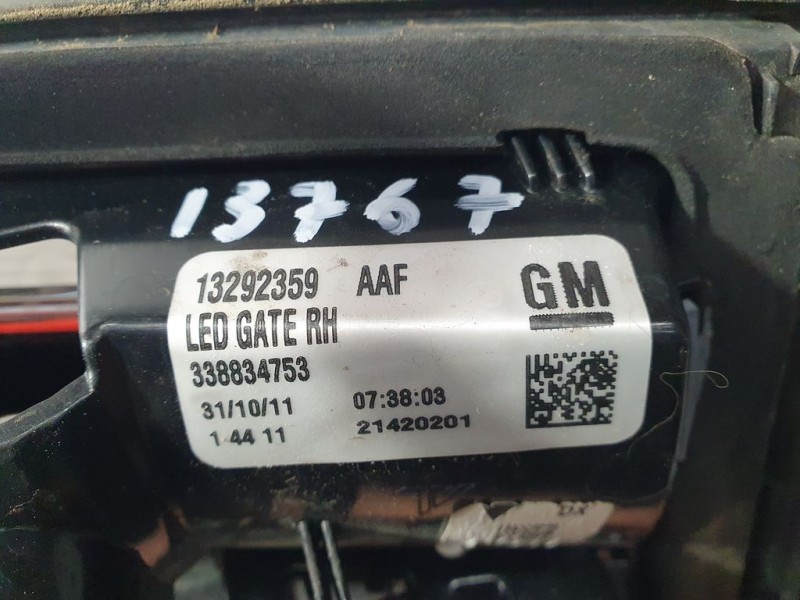 13767
13292359 AAF GM
LED GATE RH
338834753
31/10/11 07:38:03
1 44 11 21420201